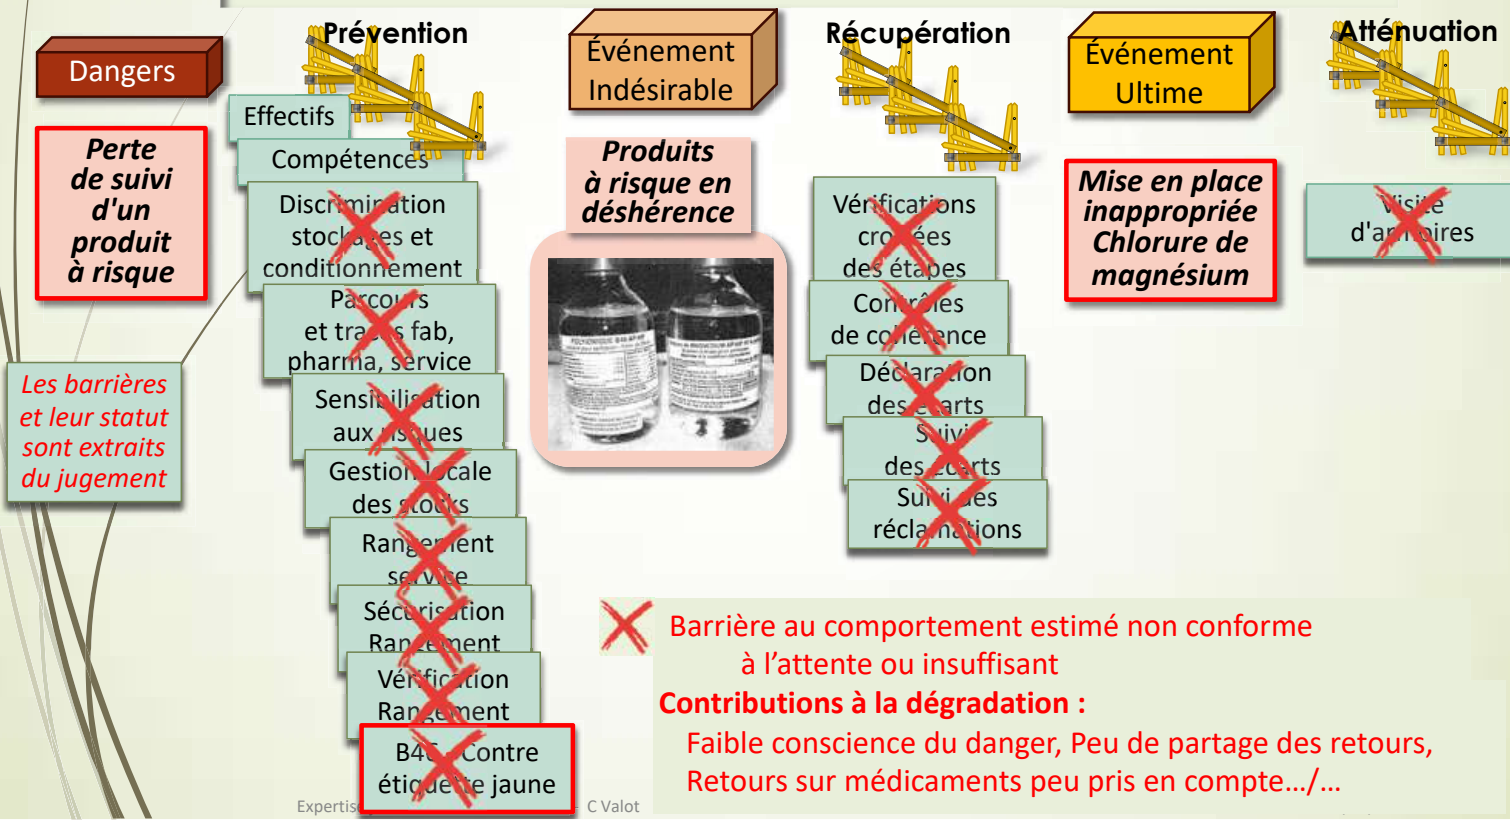 Prévention
Récupération
Atténuation
Dangers
Événement
Indésirable
Événement
Ultime
Perte
de suivi
d'un
produit
à risque
Les barrières
et leur statut
sont extraits
du jugement
Effectifs
Compétences
Discrimination
stockages et
conditionnement
Parcours
et traces fab,
pharma, service
Sensibilisation
aux risques
Gestion locale
des stocks
Rangement
service
Sécurisation
Rangement
Vérification
Rangement
Contre
étiquette jaune
Produits
à risque en
déshérence
Vérifications
croisées
des étapes
Contrôles
de cohérence
Déclaration
des écarts
Suivi
des écarts
Suivi des
réclamations
Mise en place
inappropriée
Chlorure de
magnésium
Visite
d'armoires
Barrière au comportement estimé non conforme
à l’attente ou insuffisant
Contributions à la dégradation :
Faible conscience du danger, Peu de partage des retours,
Retours sur médicaments peu pris en compte…/…
Expertise
C Valot